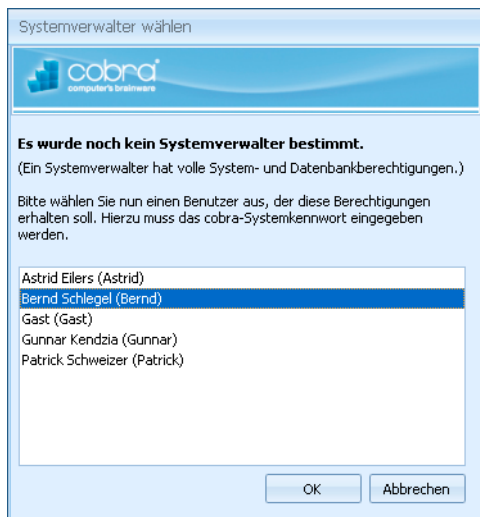 Systemverwalter wählen
cobra
computer's brainware
Es wurde noch kein Systemverwalter bestimmt.
(Ein Systemverwalter hat volle System- und Datenbankberechtigungen.)
Bitte wählen Sie nun einen Benutzer aus, der diese Berechtigungen
erhalten soll. Hierzu muss das cobra-Systemkennwort eingegeben
werden.
Astrid Eilers (Astrid)
Bernd Schlegel (Bernd)
Gast (Gast)
Gunnar Kendzia (Gunnar)
Patrick Schweizer (Patrick)
OK
Abbrechen